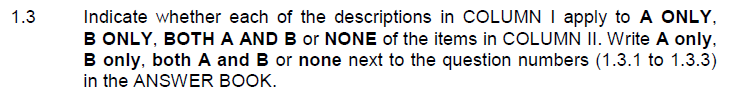 1.3 Indicate whether each of the descriptions in COLUMN I apply to A ONLY,
B ONLY, BOTH A AND B or NONE of the items in COLUMN II. Write A only,
B only, both A and B or none next to the question numbers (1.3.1 to 1.3.3)
in the ANSWER BOOK.